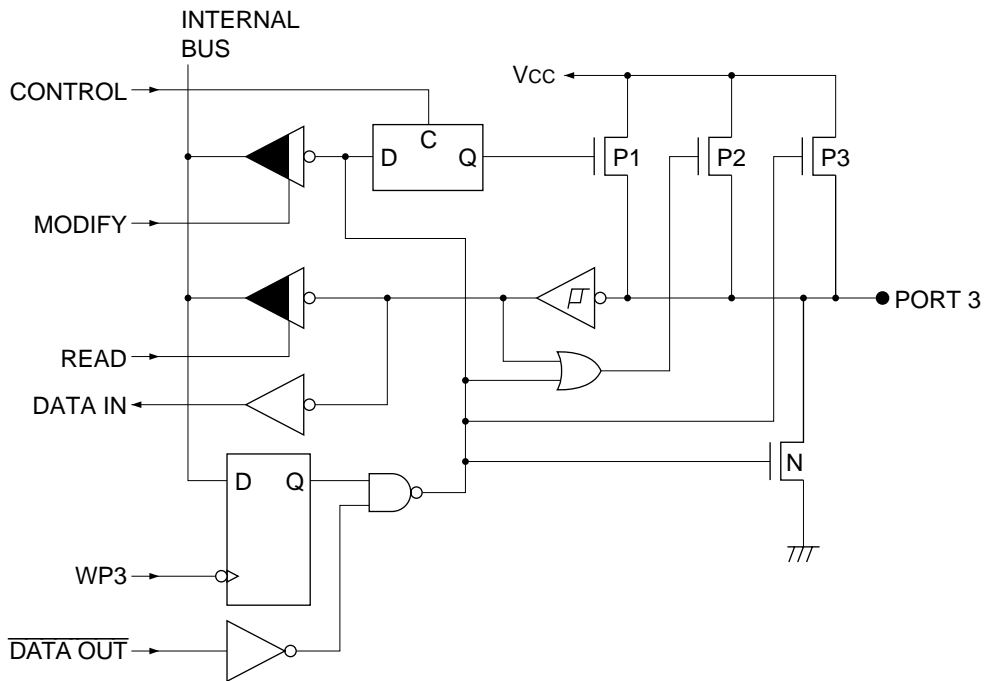 INTERNAL
BUS
CONTROL
VCC
C
D
Q
P1
P2
P3
MODIFY
PORT 3
READ
DATA IN
D
Q
N
WP3
DATA OUT